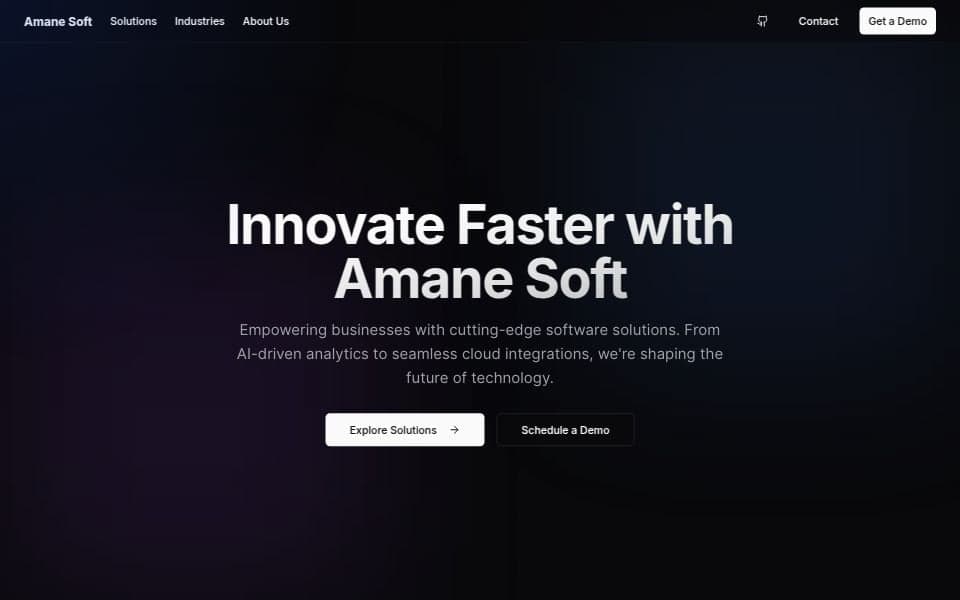 Amane Soft
Solutions
Industries
About Us
Contact
Get a Demo
Innovate Faster with
Amane Soft
Empowering businesses with cutting-edge software solutions. From
AI-driven analytics to seamless cloud integrations, we're shaping the
future of technology.
Explore Solutions
Schedule a Demo